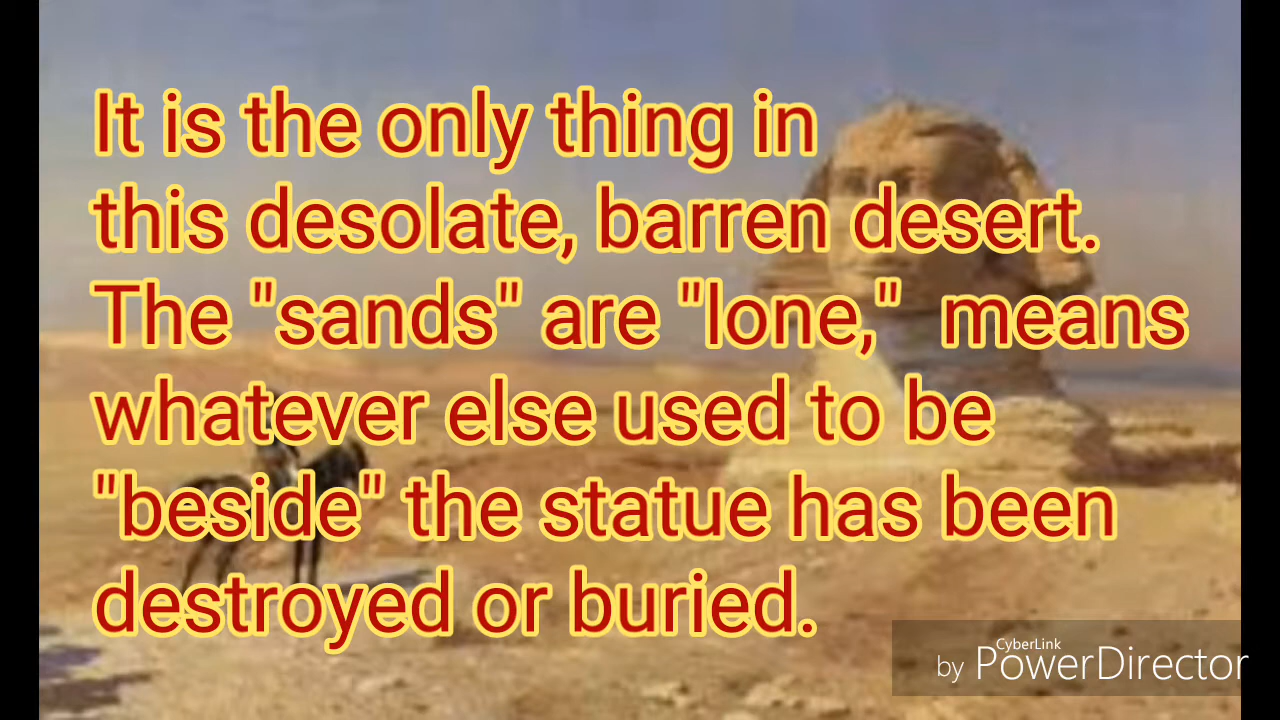 It is the only thing in
this desolate, barren desert.
The "sands" are "lone,"  means
whatever else used to be
"beside" the statue has been
destroyed or buried.
CyberLink
by PowerDirector